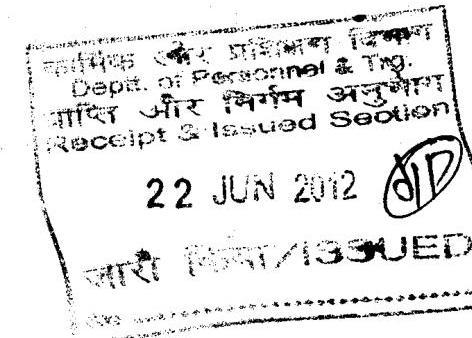 कार्मिक और प्रशिक्षण विभाग
Deptt. of Personnel & Trg.
प्राप्ति और निर्गम अनुभाग
Receipt & Issued Section
22 JUN 2012
जारी किया/ISSUED